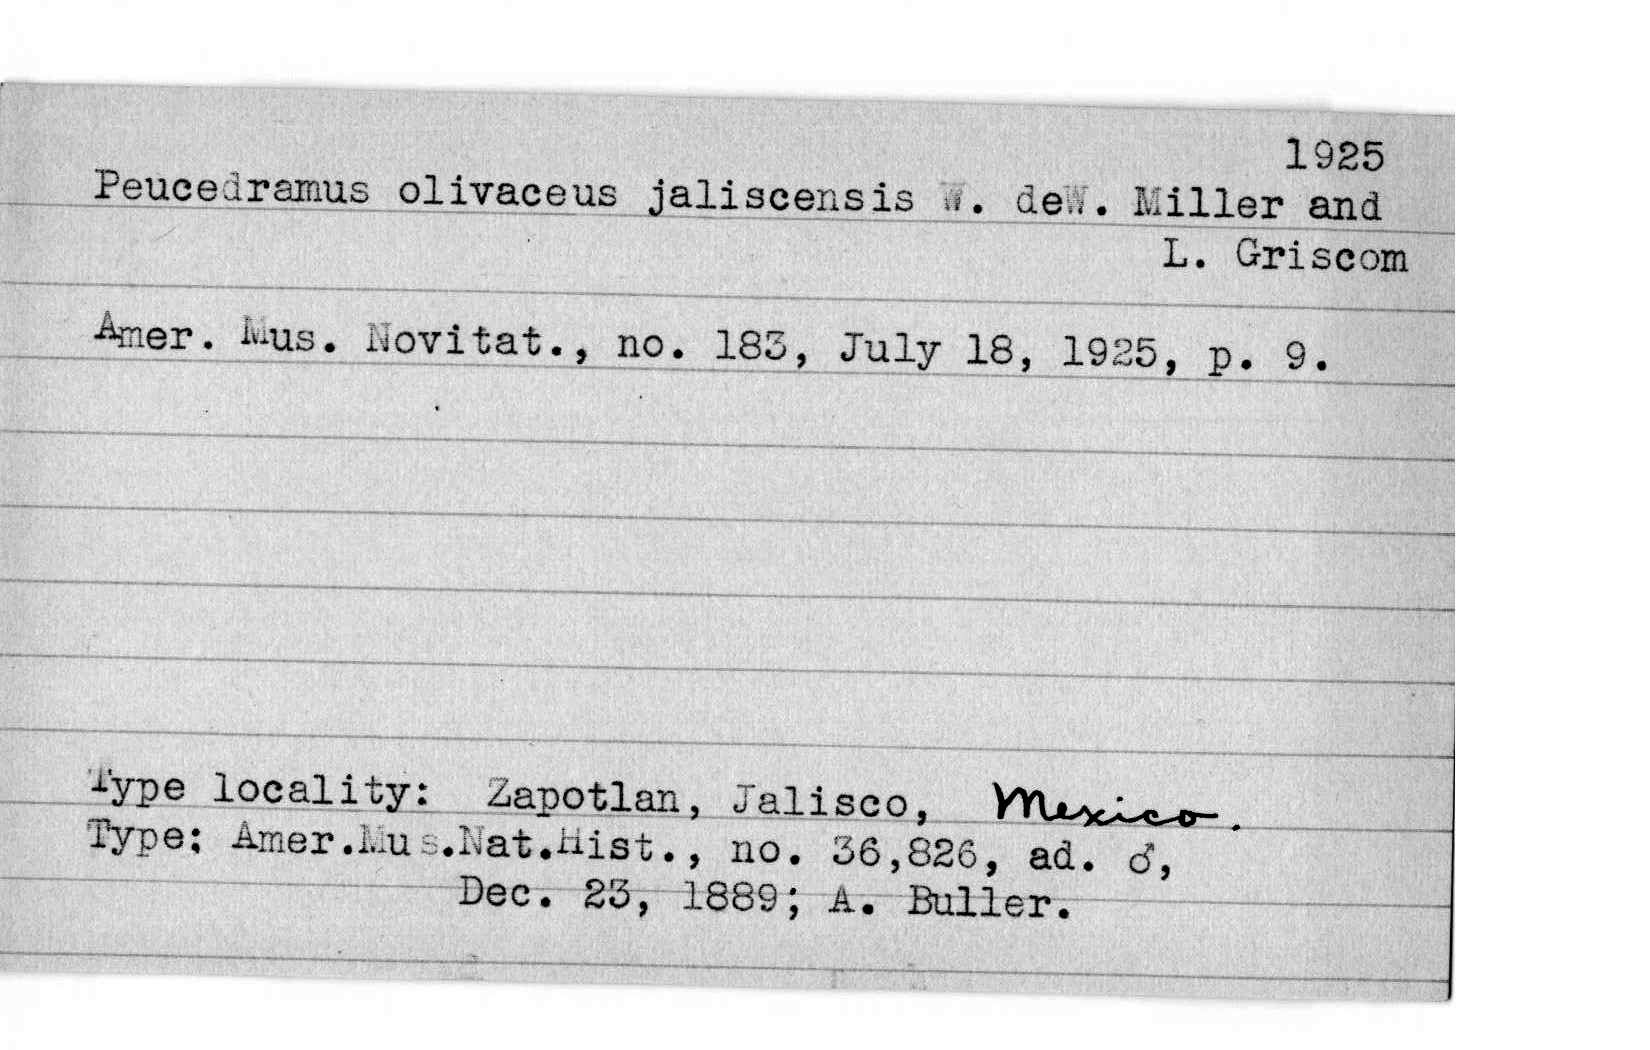 1925
Peucedramus olivaceus jaliscensis W. deW. Miller and
L. Griscom
Amer. Mus. Novitat., no. 183, July 18, 1925, p. 9.
Type locality: Zapotlan, Jalisco, Mexico.
Type: Amer.Mus.Nat.Hist., no. 36,826, ad. ♂,
Dec. 23, 1889; A. Buller.